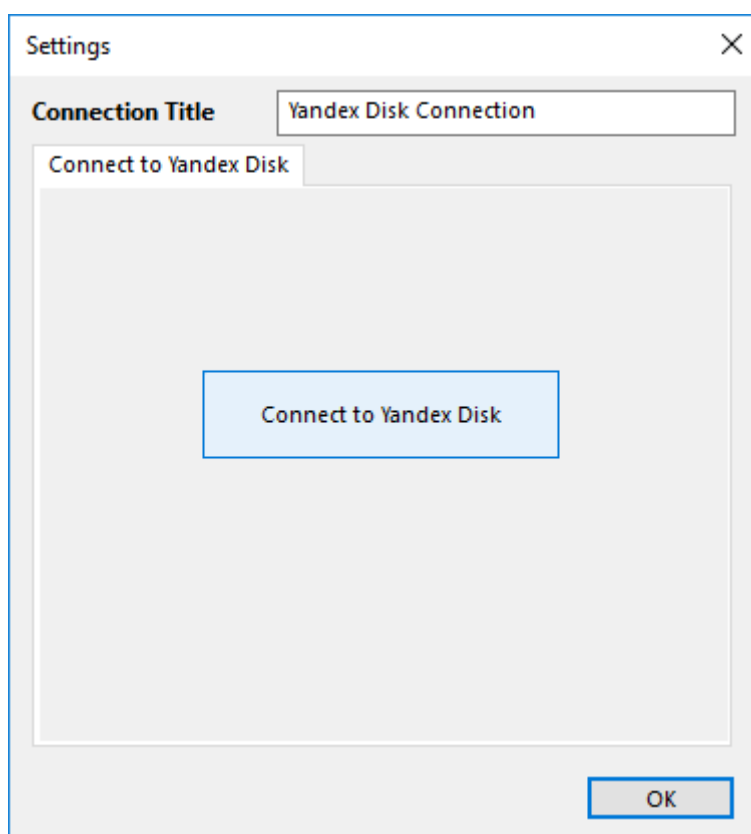 Settings
Connection Title
Yandex Disk Connection
Connect to Yandex Disk
Connect to Yandex Disk
OK